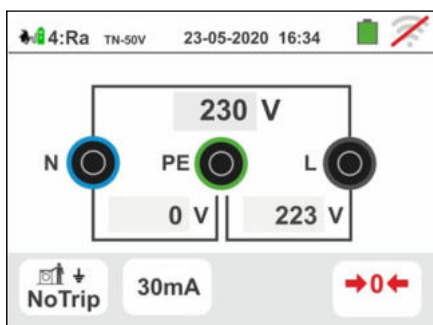 4:Ra TN-50V 23-05-2020 16:34
230 V
N PE L
0 V 223 V
NoTrip 30mA →0←